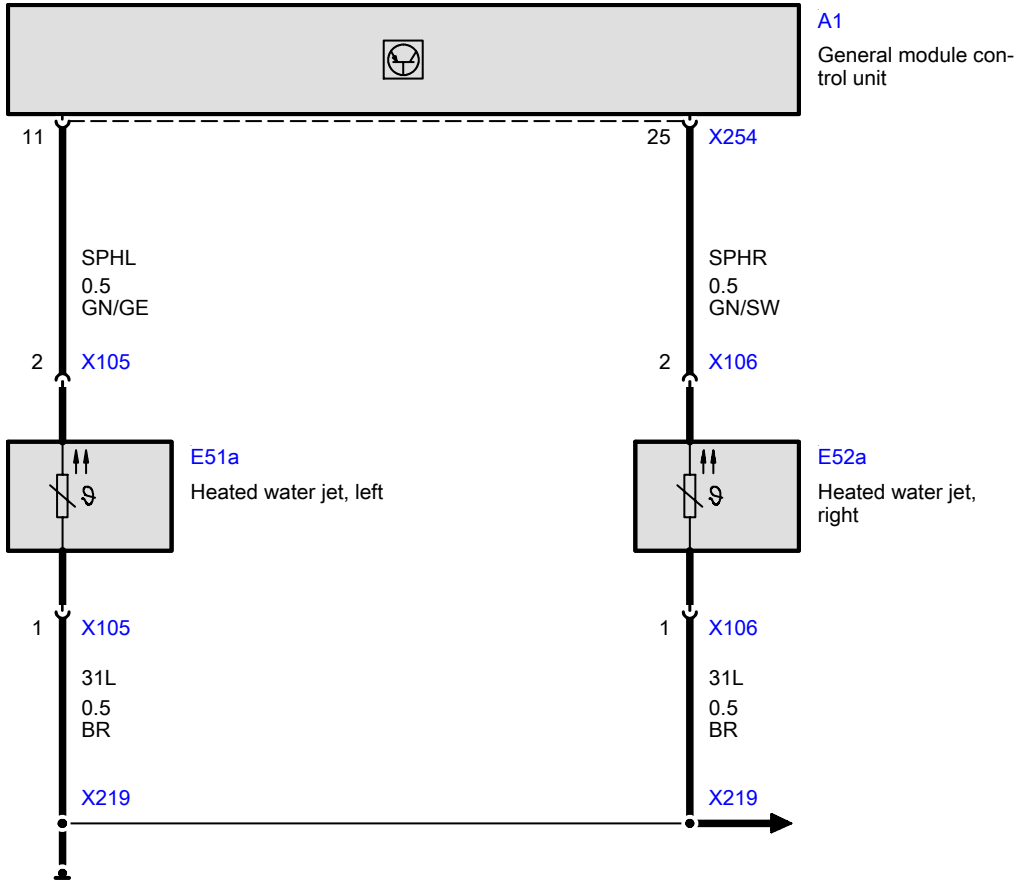 A1
General module con-
trol unit
11
25 X254
SPHL
0.5
GN/GE
SPHR
0.5
GN/SW
2 X105
2 X106
E51a
Heated water jet, left
E52a
Heated water jet,
right
ϑ
ϑ
1 X105
1 X106
31L
0.5
BR
31L
0.5
BR
X219
X219